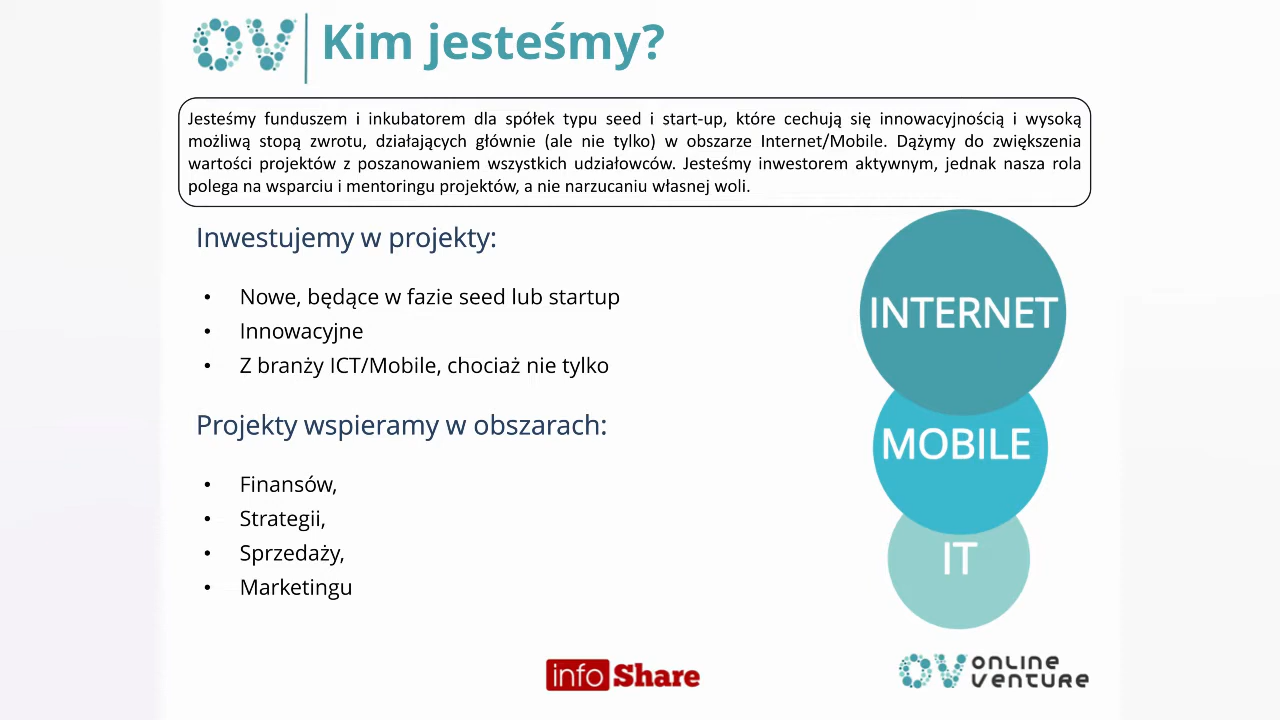 OV Kim jesteśmy?
Jesteśmy funduszem i inkubatorem dla spółek typu seed i start-up, które cechują się innowacyjnością i wysoką
możliwą stopą zwrotu, działających głównie (ale nie tylko) w obszarze Internet/Mobile. Dążymy do zwiększenia
wartości projektów z poszanowaniem wszystkich udziałowców. Jesteśmy inwestorem aktywnym, jednak nasza rola
polega na wsparciu i mentoringu projektów, a nie narzucaniu własnej woli.
Inwestujemy w projekty:
• Nowe, będące w fazie seed lub startup
• Innowacyjne
• Z branży ICT/Mobile, chociaż nie tylko
Projekty wspieramy w obszarach:
• Finansów,
• Strategii,
• Sprzedaży,
• Marketingu
INTERNET
MOBILE
IT
info Share
OV online
venture